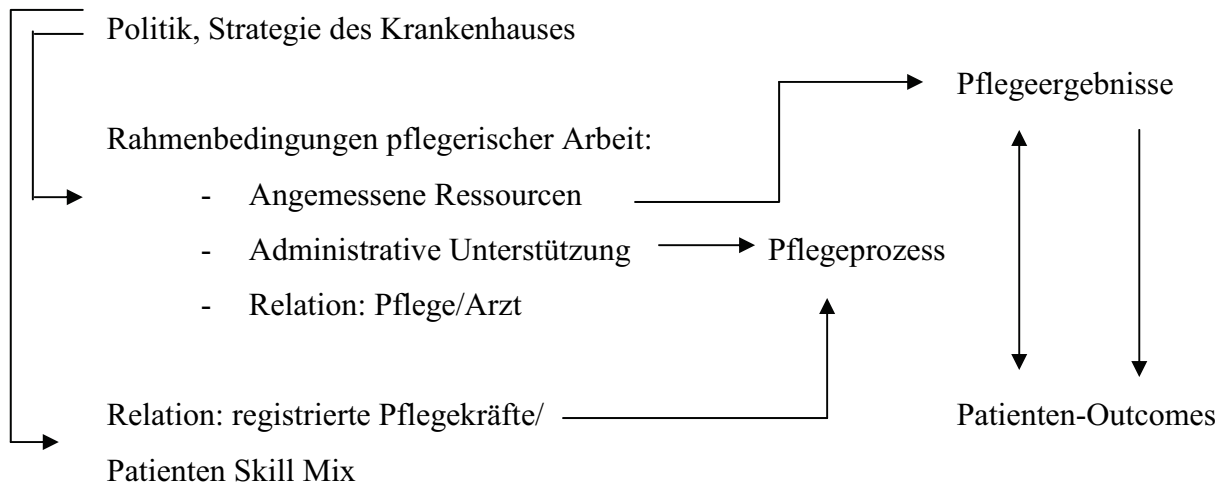 Politik, Strategie des Krankenhauses
Pflegeergebnisse
Rahmenbedingungen pflegerischer Arbeit:
- Angemessene Ressourcen
- Administrative Unterstützung
Pflegeprozess
- Relation: Pflege/Arzt
Relation: registrierte Pflegekräfte/
Patienten Skill Mix
Patienten-Outcomes